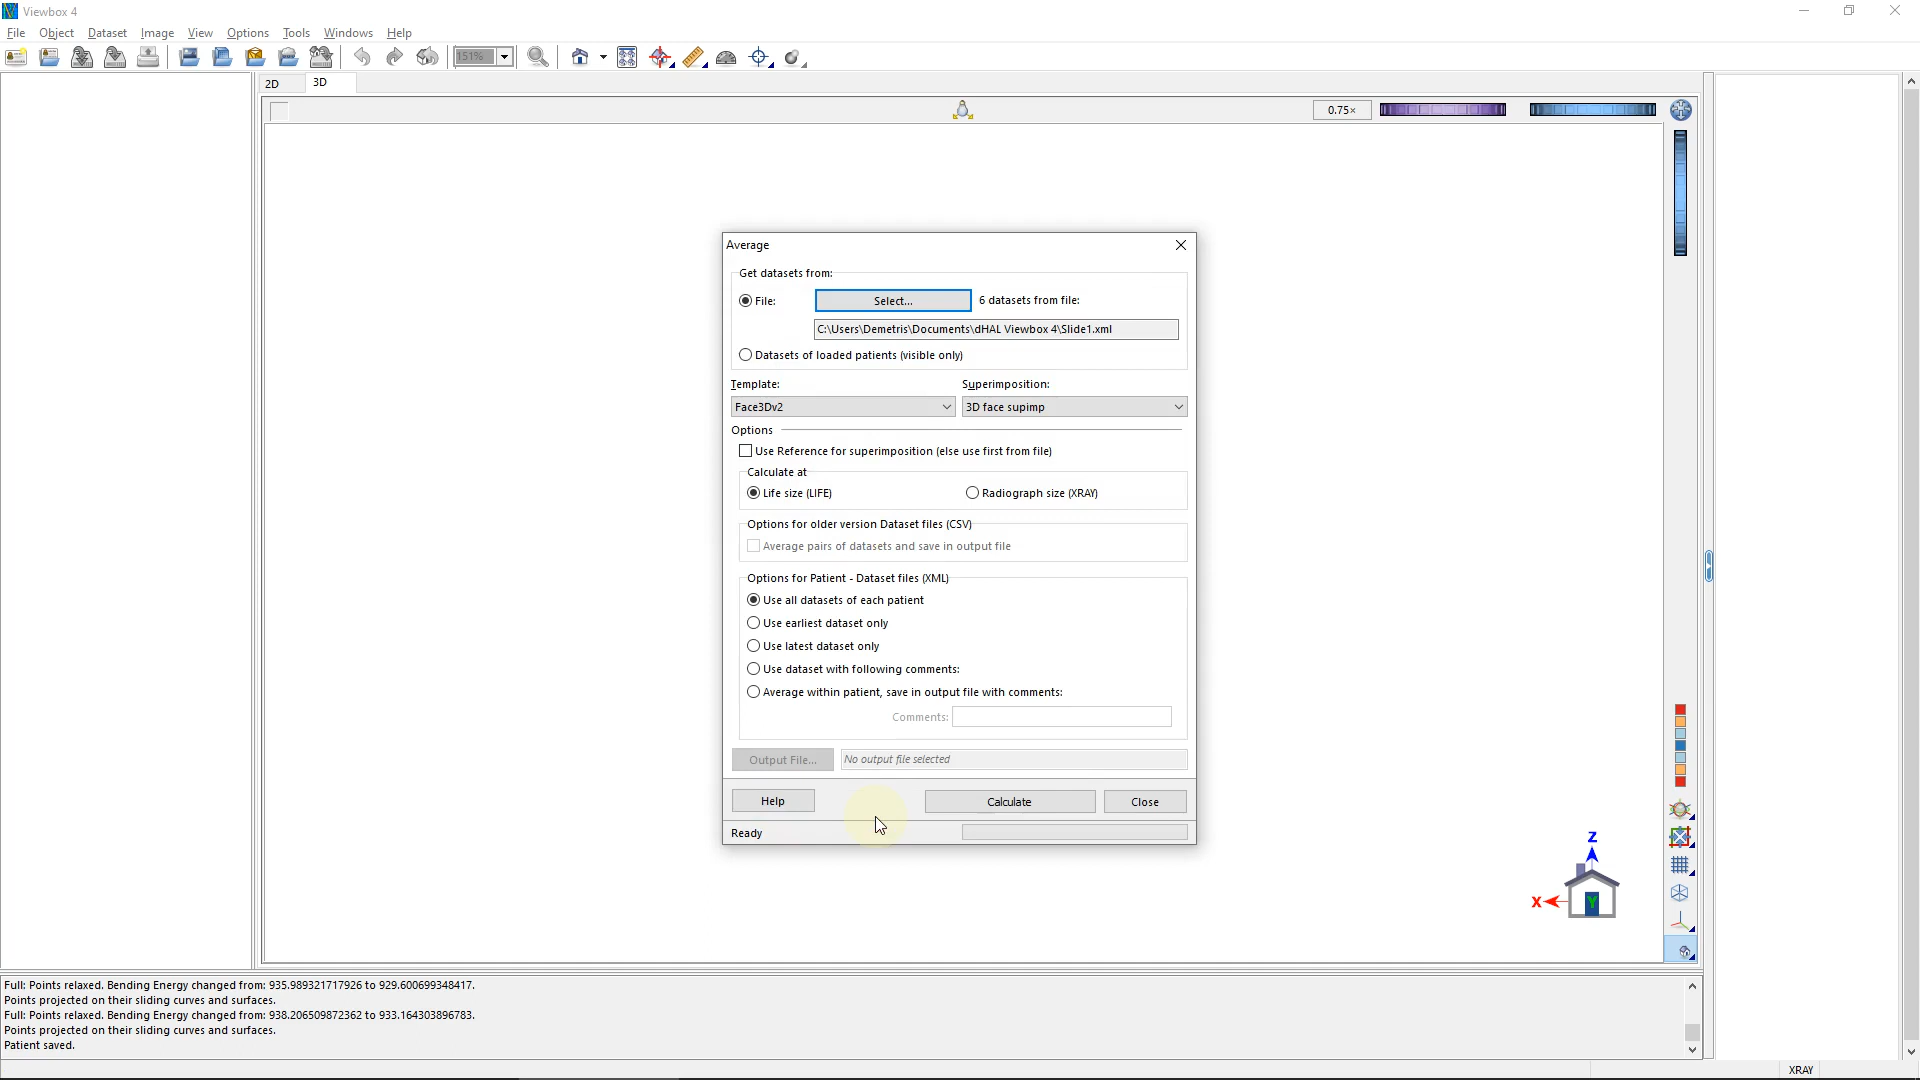 Viewbox 4
File Object Dataset Image View Options Tools Windows Help
151%
2D 3D
0.75×
Average
Get datasets from:
File: Select... 6 datasets from file:
C:\Users\Demetris\Documents\dHAL Viewbox 4\Slide1.xml
Datasets of loaded patients (visible only)
Template: Superimposition:
Face3Dv2 3D face supimp
Options
Use Reference for superimposition (else use first from file)
Calculate at
Life size (LIFE) Radiograph size (XRAY)
Options for older version Dataset files (CSV)
Average pairs of datasets and save in output file
Options for Patient - Dataset files (XML)
Use all datasets of each patient
Use earliest dataset only
Use latest dataset only
Use dataset with following comments:
Average within patient, save in output file with comments:
Comments:
Output File... No output file selected
Help Calculate Close
Ready
Z
X Y
Full: Points relaxed. Bending Energy changed from: 935.989321717926 to 929.600699348417.
Points projected on their sliding curves and surfaces.
Full: Points relaxed. Bending Energy changed from: 938.206509872362 to 933.164303896783.
Points projected on their sliding curves and surfaces.
Patient saved.
XRAY